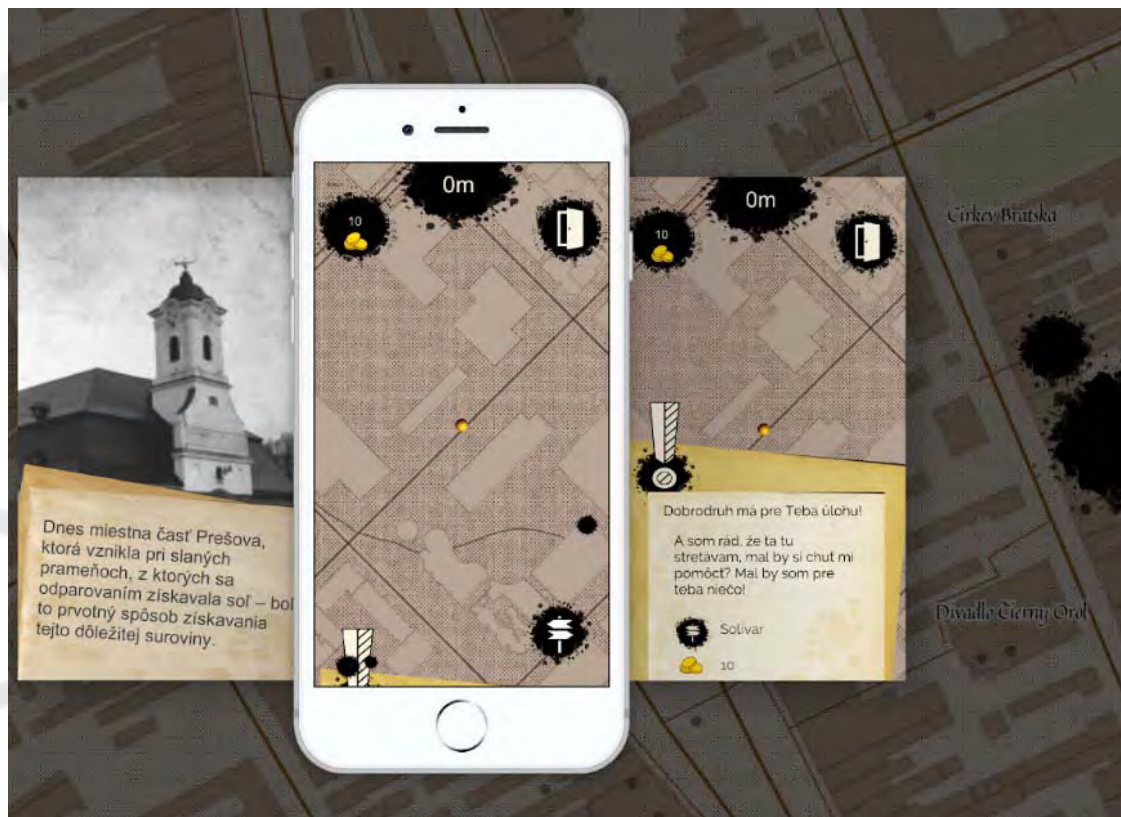 Dnes miestna časť Prešova,
ktorá vznikla pri slaných
prameňoch, z ktorých sa
odparovaním získavala soľ – bol
to prvotný spôsob získavania
tejto dôležitej suroviny.
0m
10
0m
10
Dobrodruh má pre Teba úlohu!
A som rád, že ta tu
stretávam, mal by si chuť mi
pomôcť? Mal by som pre
teba niečo!
Solivar
10
Cirkev Bratská
Divadlo Čierny Orol